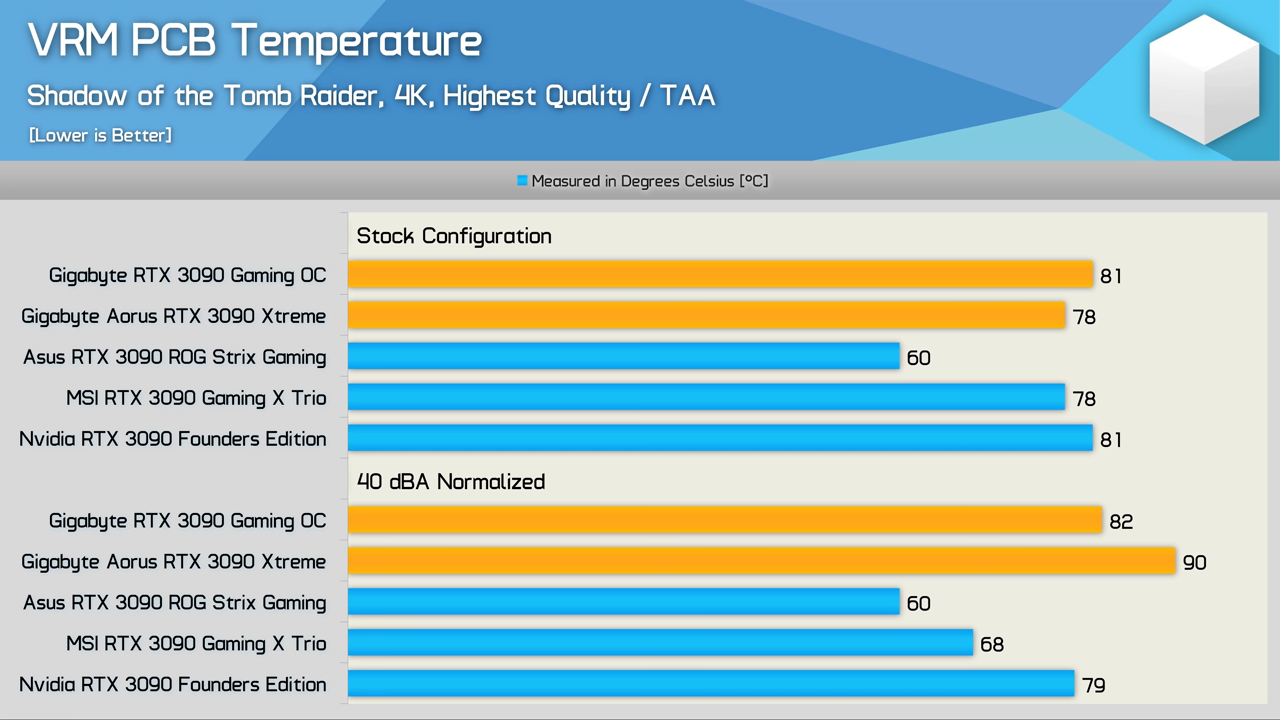 VRM PCB Temperature
Shadow of the Tomb Raider, 4K, Highest Quality / TAA
[Lower is Better]
Measured in Degrees Celsius [°C]
Stock Configuration
Gigabyte RTX 3090 Gaming OC 81
Gigabyte Aorus RTX 3090 Xtreme 78
Asus RTX 3090 ROG Strix Gaming 60
MSI RTX 3090 Gaming X Trio 78
Nvidia RTX 3090 Founders Edition 81
40 dBA Normalized
Gigabyte RTX 3090 Gaming OC 82
Gigabyte Aorus RTX 3090 Xtreme 90
Asus RTX 3090 ROG Strix Gaming 60
MSI RTX 3090 Gaming X Trio 68
Nvidia RTX 3090 Founders Edition 79